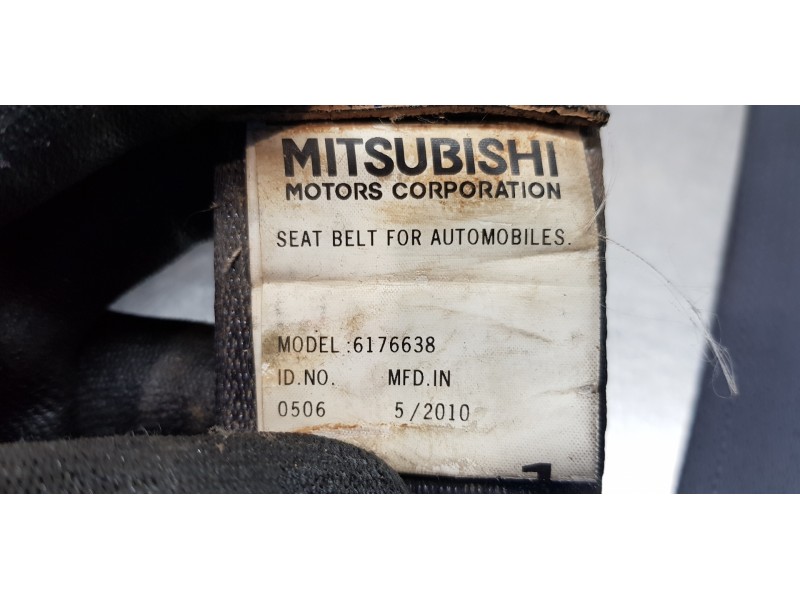 MITSUBISHI
MOTORS CORPORATION
SEAT BELT FOR AUTOMOBILES.
MODEL :6176638
ID.NO. MFD.IN
0506 5/2010